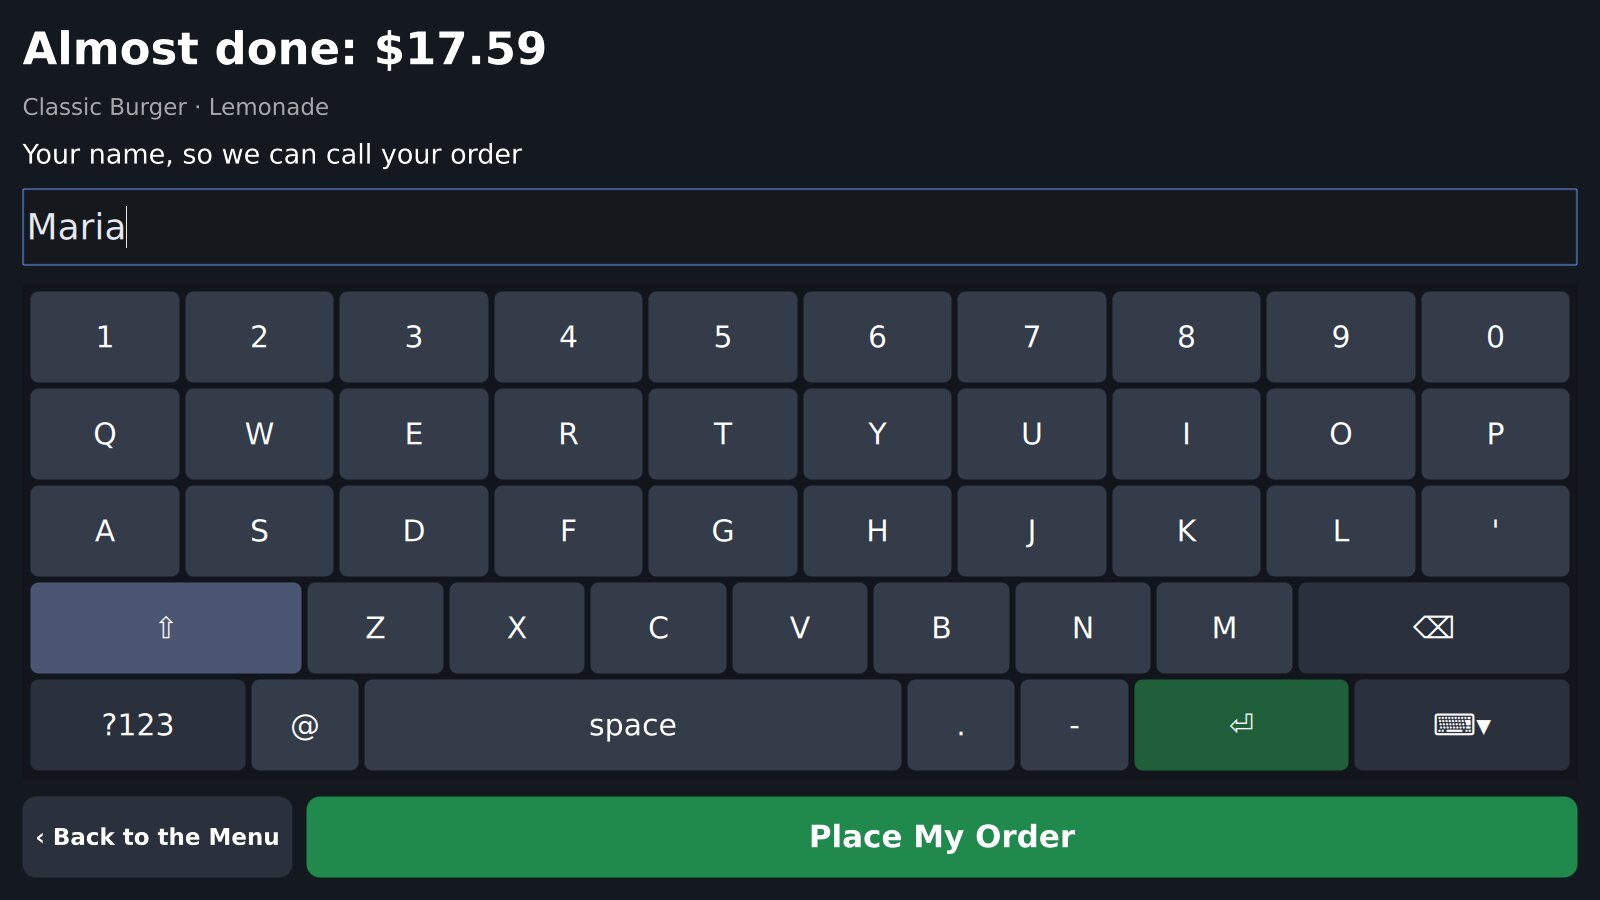 Almost done: $17.59
Classic Burger · Lemonade
Your name, so we can call your order
Maria
1 2 3 4 5 6 7 8 9 0
Q W E R T Y U I O P
A S D F G H J K L '
⇧ Z X C V B N M ⌫
?123 @ space . - ⏎ ⌨▾
‹ Back to the Menu Place My Order